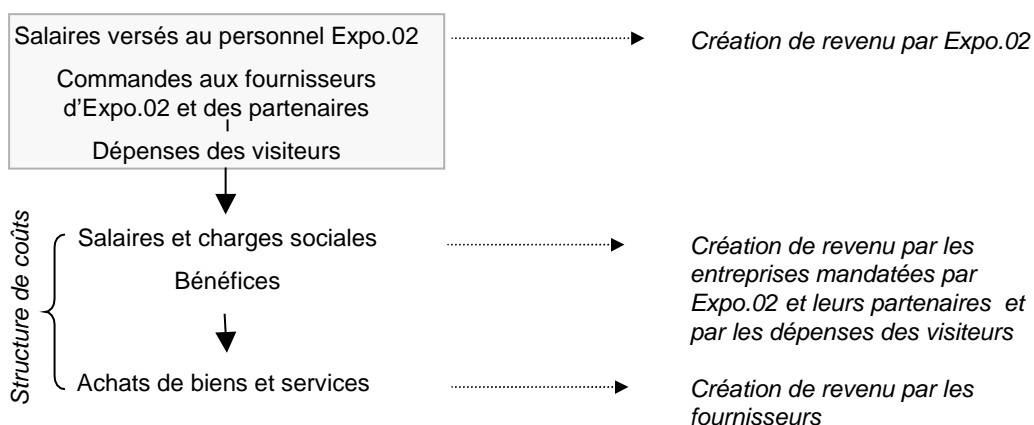 Salaires versés au personnel Expo.02
Création de revenu par Expo.02
Commandes aux fournisseurs
d'Expo.02 et des partenaires
Dépenses des visiteurs
Structure de coûts
Salaires et charges sociales
Bénéfices
Création de revenu par les
entreprises mandatées par
Expo.02 et leurs partenaires et
par les dépenses des visiteurs
Achats de biens et services
Création de revenu par les
fournisseurs